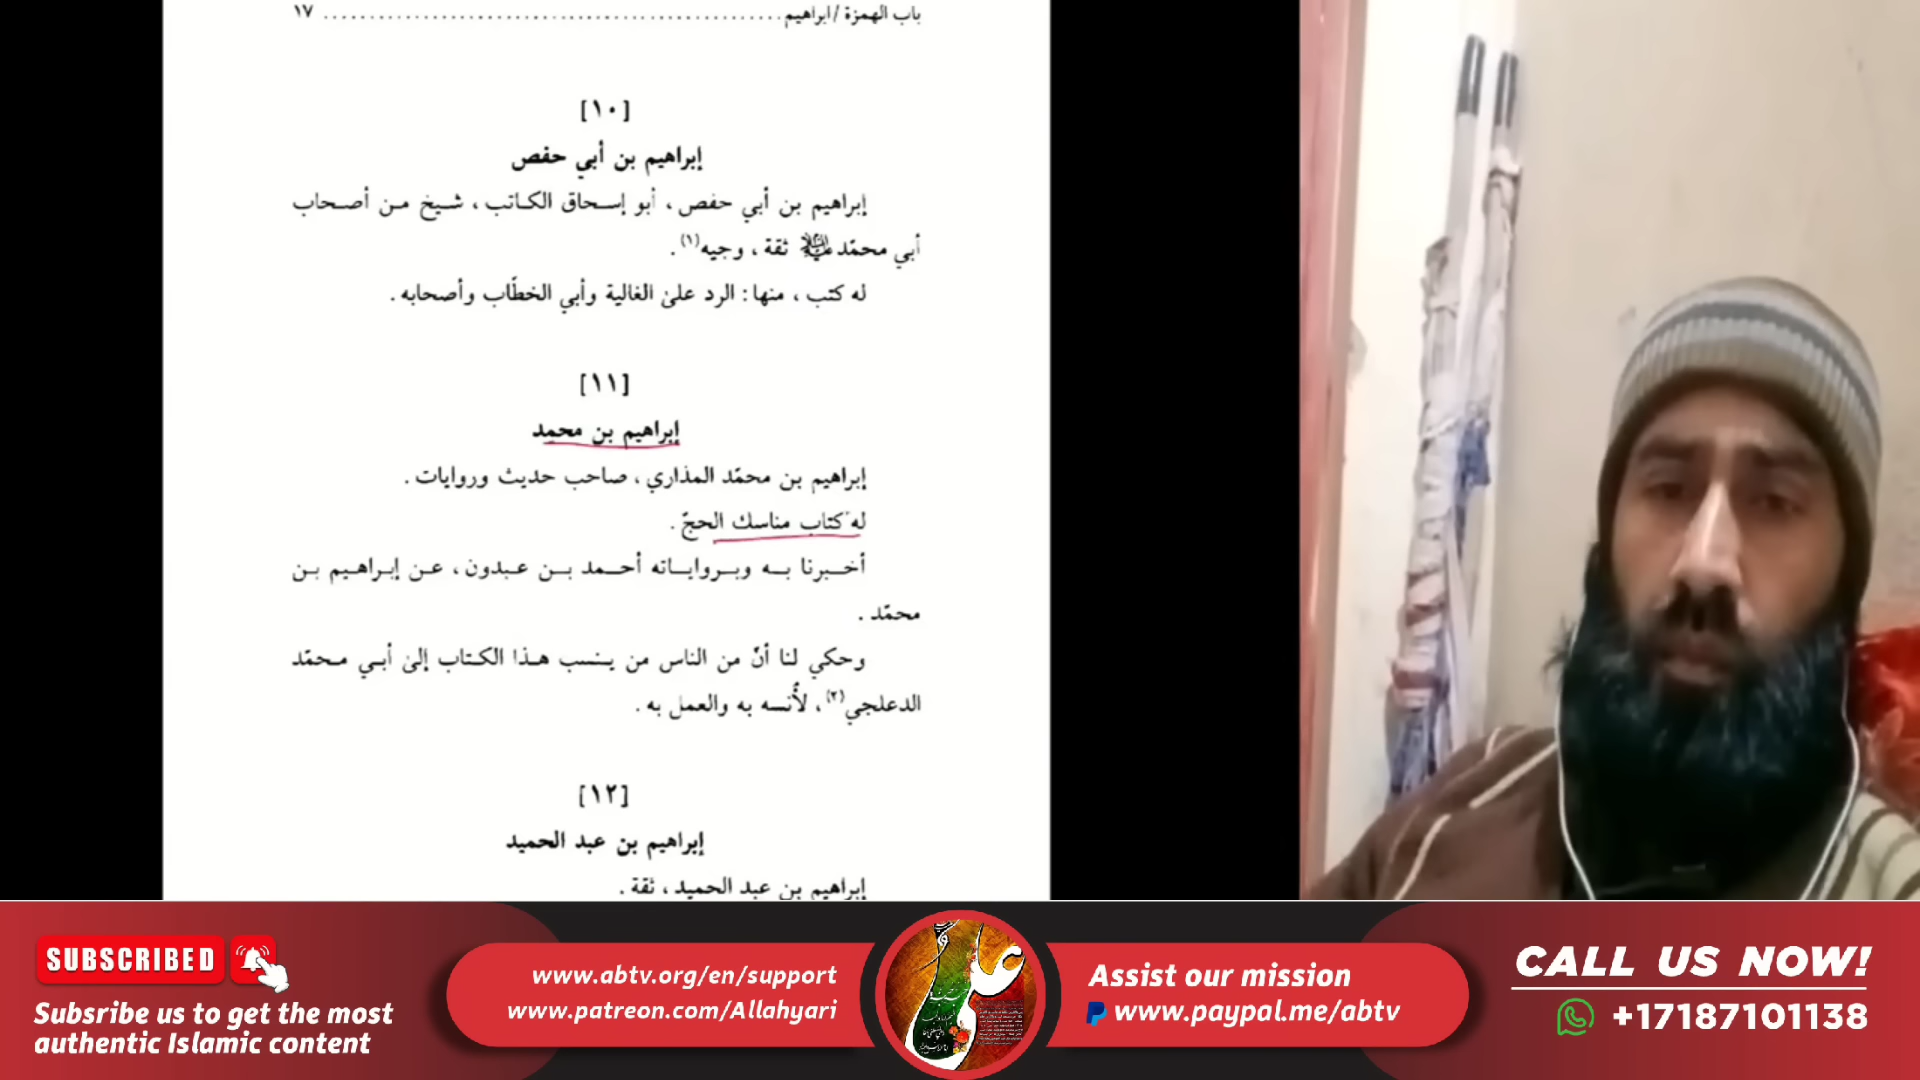 باب الهمزة / ابراهيم ........................................ ١٧
[١٠]
إبراهيم بن أبي حفص
إبراهيم بن أبي حفص، أبو إسحاق الكاتب، شيخ من أصحاب
أبي محمّد عليه السلام ثقة، وجيه(١).
له كتب، منها: الرد على الغالية وأبي الخطّاب وأصحابه.
[١١]
إبراهيم بن محمد
إبراهيم بن محمّد المذاري، صاحب حديث وروايات.
له كتاب مناسك الحجّ.
أخبرنا به وبرواياته أحمد بن عبدون، عن إبراهيم بن
محمّد.
وحكي لنا أنّ من الناس من ينسب هذا الكتاب إلى أبي محمّد
الدعلجي(٢)، لأُنسه به والعمل به.
[١٢]
إبراهيم بن عبد الحميد
إبراهيم بن عبد الحميد، ثقة.
SUBSCRIBED
Subsribe us to get the most
authentic Islamic content
www.abtv.org/en/support
www.patreon.com/Allahyari
علي
Assist our mission
www.paypal.me/abtv
CALL US NOW!
+17187101138